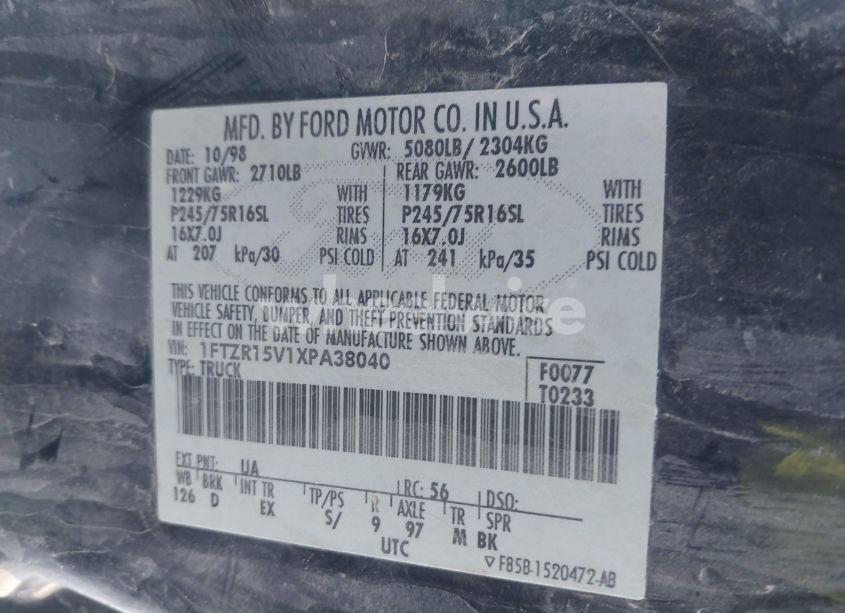 MFD. BY FORD MOTOR CO. IN U.S.A.
DATE: 10/98 GVWR: 5080LB/ 2304KG
FRONT GAWR: 2710LB REAR GAWR: 2600LB
1229KG WITH 1179KG WITH
P245/75R16SL TIRES P245/75R16SL TIRES
16X7.0J RIMS 16X7.0J RIMS
AT 207 kPa/30 PSI COLD AT 241 kPa/35 PSI COLD
THIS VEHICLE CONFORMS TO ALL APPLICABLE FEDERAL MOTOR
VEHICLE SAFETY, BUMPER, AND THEFT PREVENTION STANDARDS
IN EFFECT ON THE DATE OF MANUFACTURE SHOWN ABOVE.
VIN: 1FTZR15V1XPA38040
TYPE: TRUCK
F0077
T0233
EXT PNT: UA RC: 56 DSO:
WB BRK INT TR TP/PS R AXLE TR SPR
126 D EX S/ 9 97 M BK
UTC
▽ F85B-1520472-AB